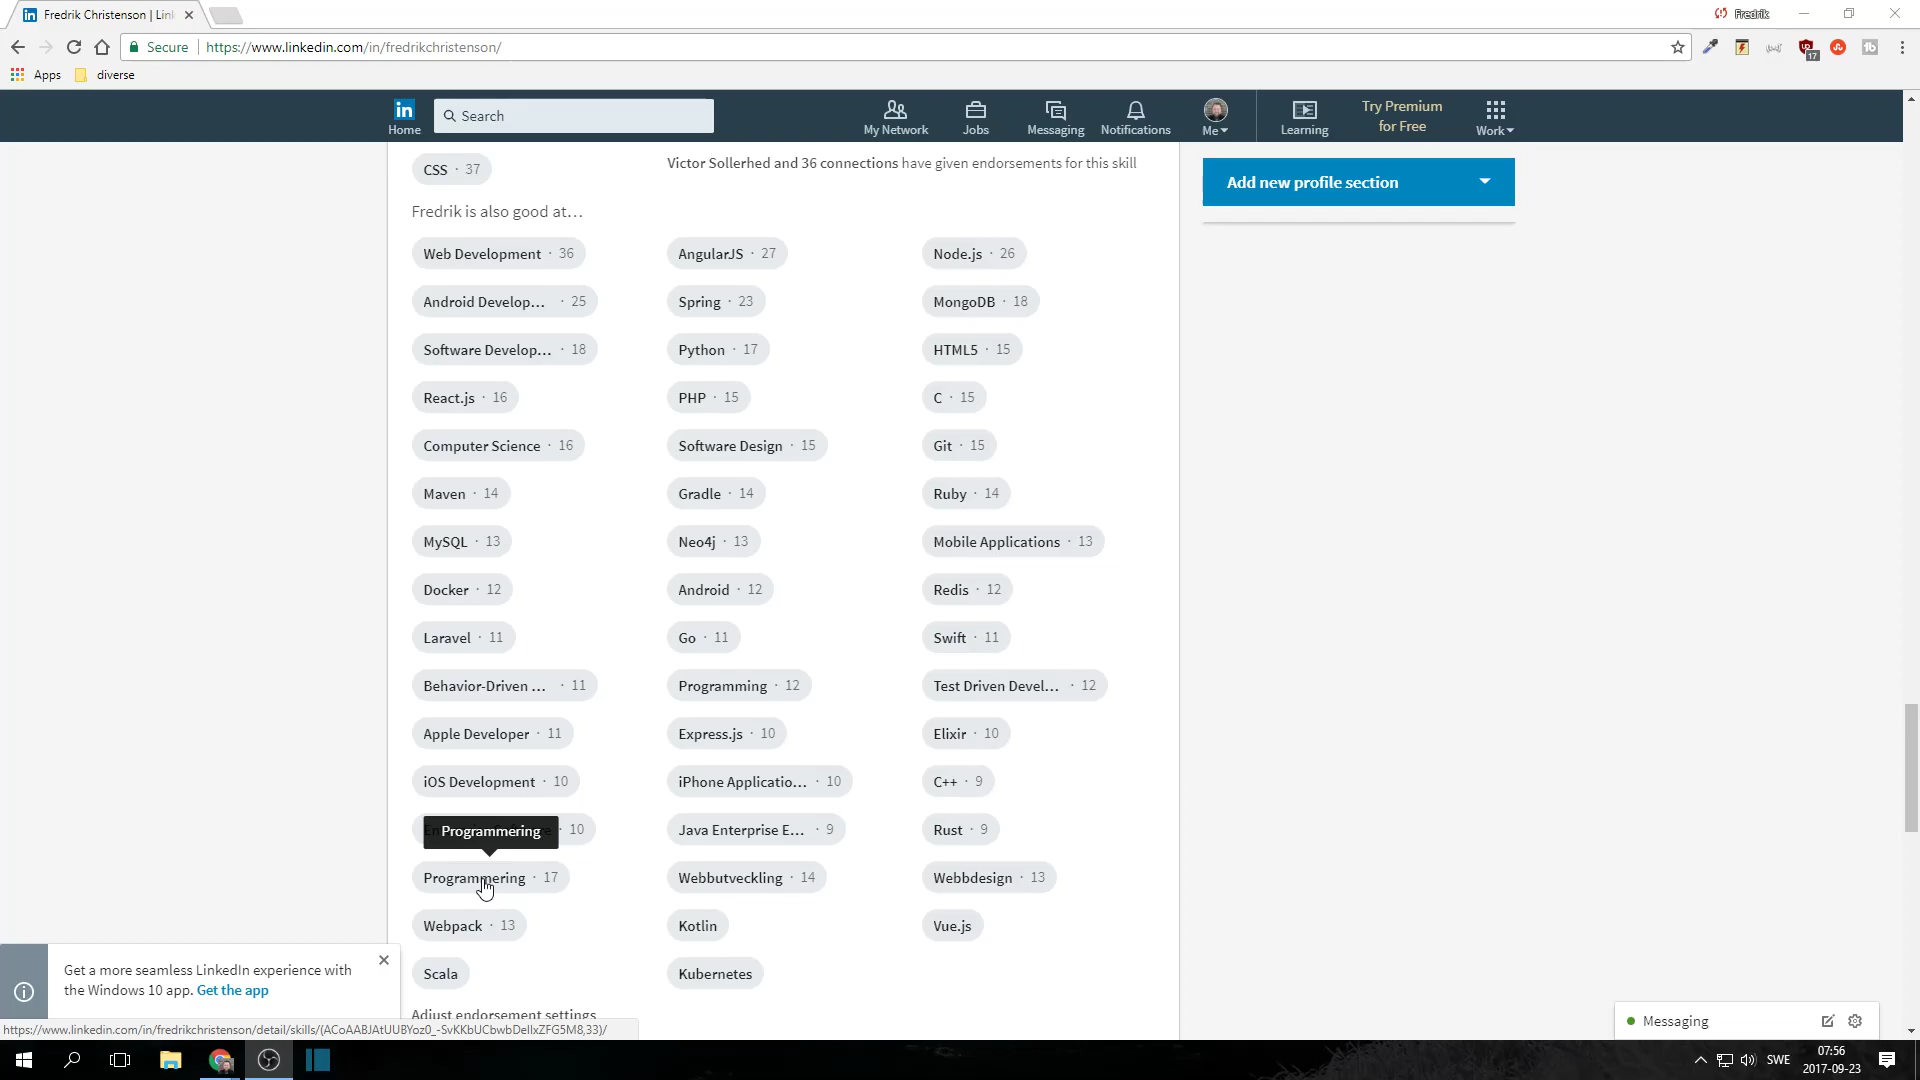 Fredrik Christenson | Lin
Fredrik
Secure
https://www.linkedin.com/in/fredrikchristenson/
17
Apps
diverse
in
Home
Search
My Network
Jobs
Messaging
Notifications
Me
Learning
Try Premium
for Free
Work
CSS · 37
Victor Sollerhed and 36 connections have given endorsements for this skill
Add new profile section
Fredrik is also good at…
Web Development · 36
AngularJS · 27
Node.js · 26
Android Develop... · 25
Spring · 23
MongoDB · 18
Software Develop... · 18
Python · 17
HTML5 · 15
React.js · 16
PHP · 15
C · 15
Computer Science · 16
Software Design · 15
Git · 15
Maven · 14
Gradle · 14
Ruby · 14
MySQL · 13
Neo4j · 13
Mobile Applications · 13
Docker · 12
Android · 12
Redis · 12
Laravel · 11
Go · 11
Swift · 11
Behavior-Driven ... · 11
Programming · 12
Test Driven Devel... · 12
Apple Developer · 11
Express.js · 10
Elixir · 10
iOS Development · 10
iPhone Applicatio... · 10
C++ · 9
Programmering
· 10
Java Enterprise E... · 9
Rust · 9
Programmering · 17
Webbutveckling · 14
Webbdesign · 13
Webpack · 13
Kotlin
Vue.js
Scala
Kubernetes
Get a more seamless LinkedIn experience with
the Windows 10 app. Get the app
Adjust endorsement settings
Messaging
SWE
07:56
2017-09-23